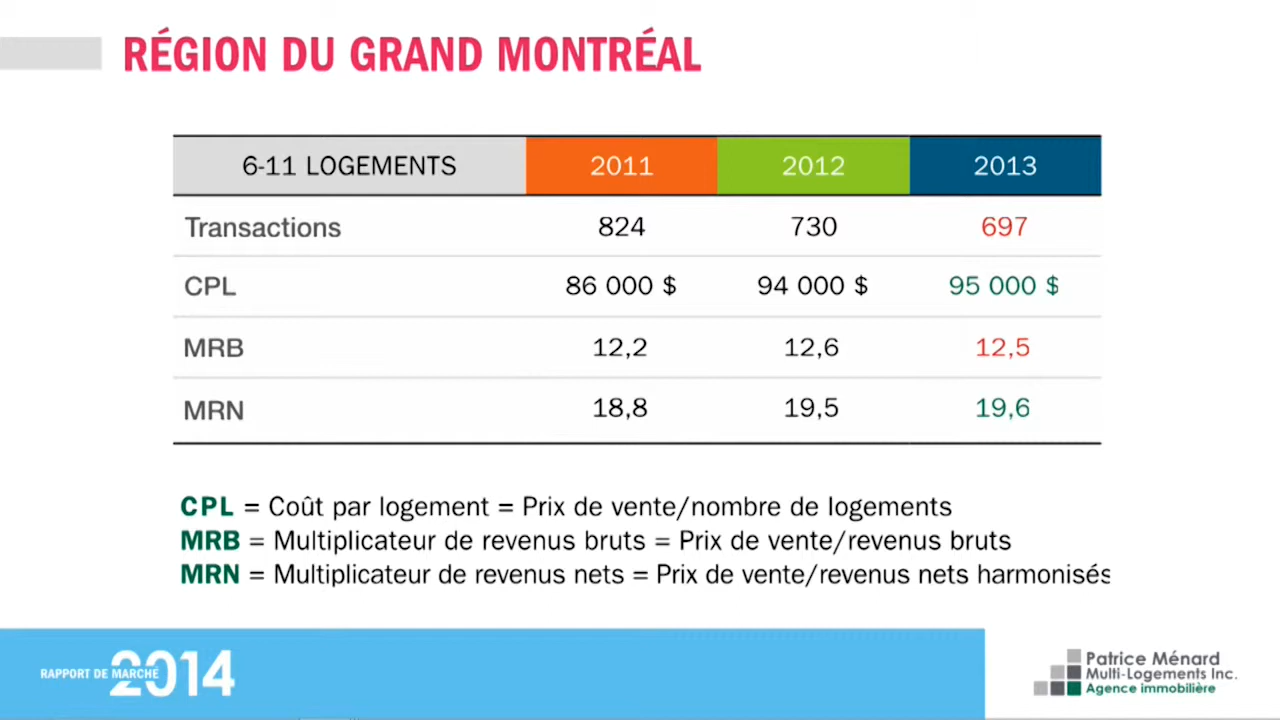 RÉGION DU GRAND MONTRÉAL
6-11 LOGEMENTS 2011 2012 2013
Transactions 824 730 697
CPL 86 000 $ 94 000 $ 95 000 $
MRB 12,2 12,6 12,5
MRN 18,8 19,5 19,6
CPL = Coût par logement = Prix de vente/nombre de logements
MRB = Multiplicateur de revenus bruts = Prix de vente/revenus bruts
MRN = Multiplicateur de revenus nets = Prix de vente/revenus nets harmonisés
RAPPORT DE MARCHÉ 2014
Patrice Ménard
Multi-Logements Inc.
Agence immobilière